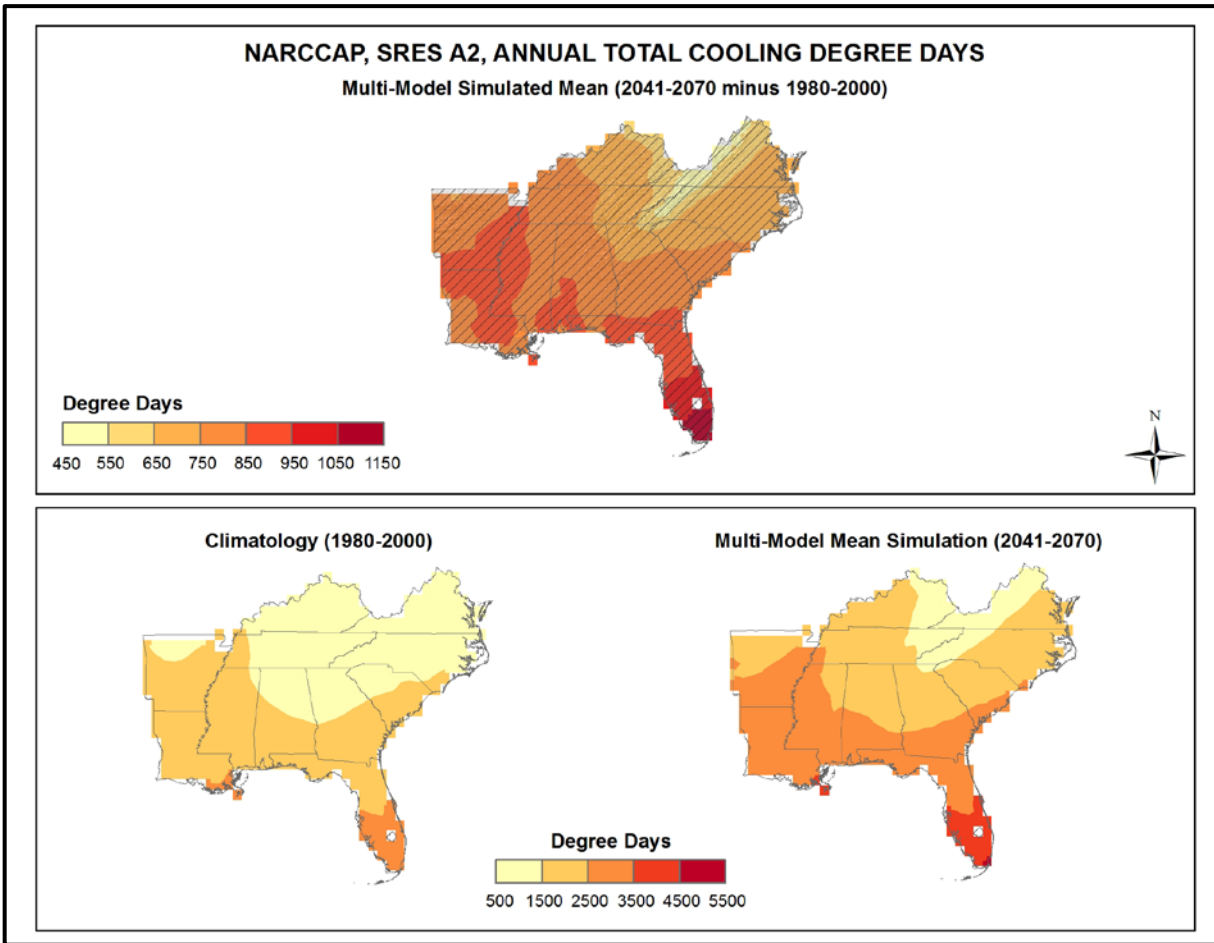 NARCCAP, SRES A2, ANNUAL TOTAL COOLING DEGREE DAYS
Multi-Model Simulated Mean (2041-2070 minus 1980-2000)
Degree Days
450 550 650 750 850 950 1050 1150
N
Climatology (1980-2000)
Multi-Model Mean Simulation (2041-2070)
Degree Days
500 1500 2500 3500 4500 5500